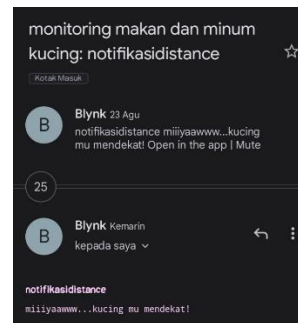 monitoring makan dan minum
kucing: notifikasidistance
Kotak Masuk
B
Blynk 23 Agu
notifikasidistance miiiyaawww...kucing
mu mendekat! Open in the app | Mute
25
B
Blynk Kemarin
kepada saya
notifikasidistance
miiiyaawww...kucing mu mendekat!